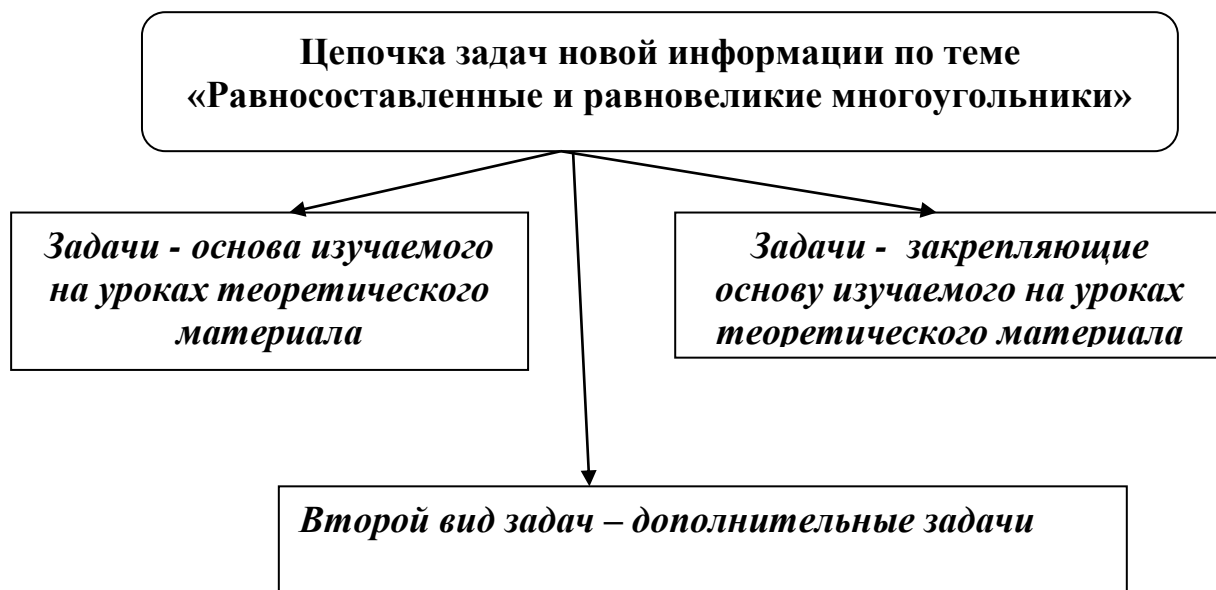 Цепочка задач новой информации по теме
«Равносоставленные и равновеликие многоугольники»
Задачи - основа изучаемого
на уроках теоретического
материала
Задачи - закрепляющие
основу изучаемого на уроках
теоретического материала
Второй вид задач – дополнительные задачи